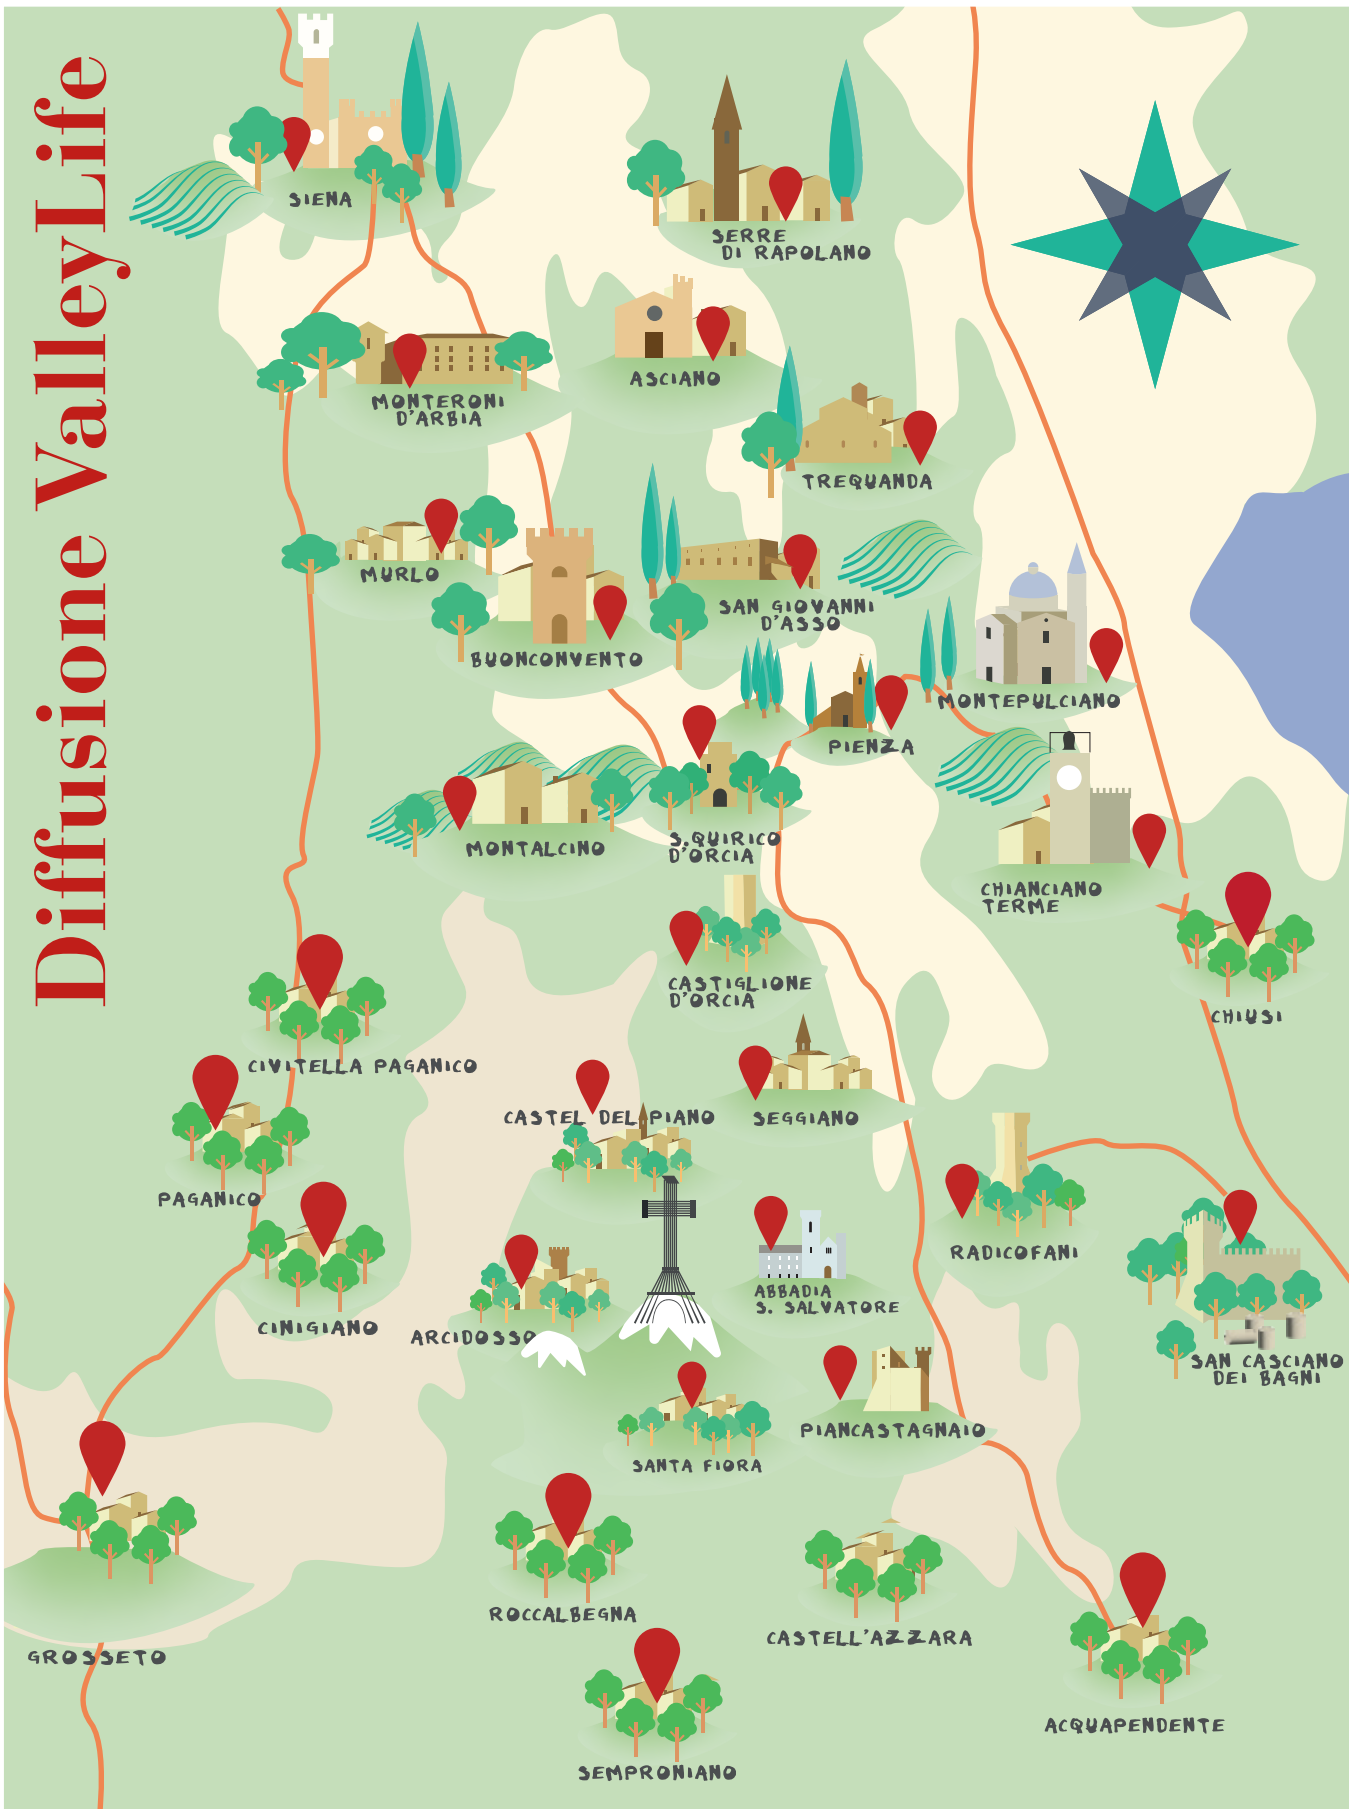 Diffusione ValleyLife
SIENA
SERRE
DI RAPOLANO
ASCIANO
MONTERONI
D'ARBIA
TREQUANDA
MURLO
SAN GIOVANNI
D'ASSO
BUONCONVENTO
MONTEPULCIANO
PIENZA
S.QUIRICO
D'ORCIA
MONTALCINO
CHIANCIANO
TERME
CASTIGLIONE
D'ORCIA
CHIUSI
CIVITELLA PAGANICO
CASTEL DEL PIANO
SEGGIANO
PAGANICO
RADICOFANI
ABBADIA
S. SALVATORE
CINIGIANO
ARCIDOSSO
SAN CASCIANO
DEI BAGNI
PIANCASTAGNAIO
SANTA FIORA
ROCCALBEGNA
CASTELL'AZZARA
GROSSETO
ACQUAPENDENTE
SEMPRONIANO